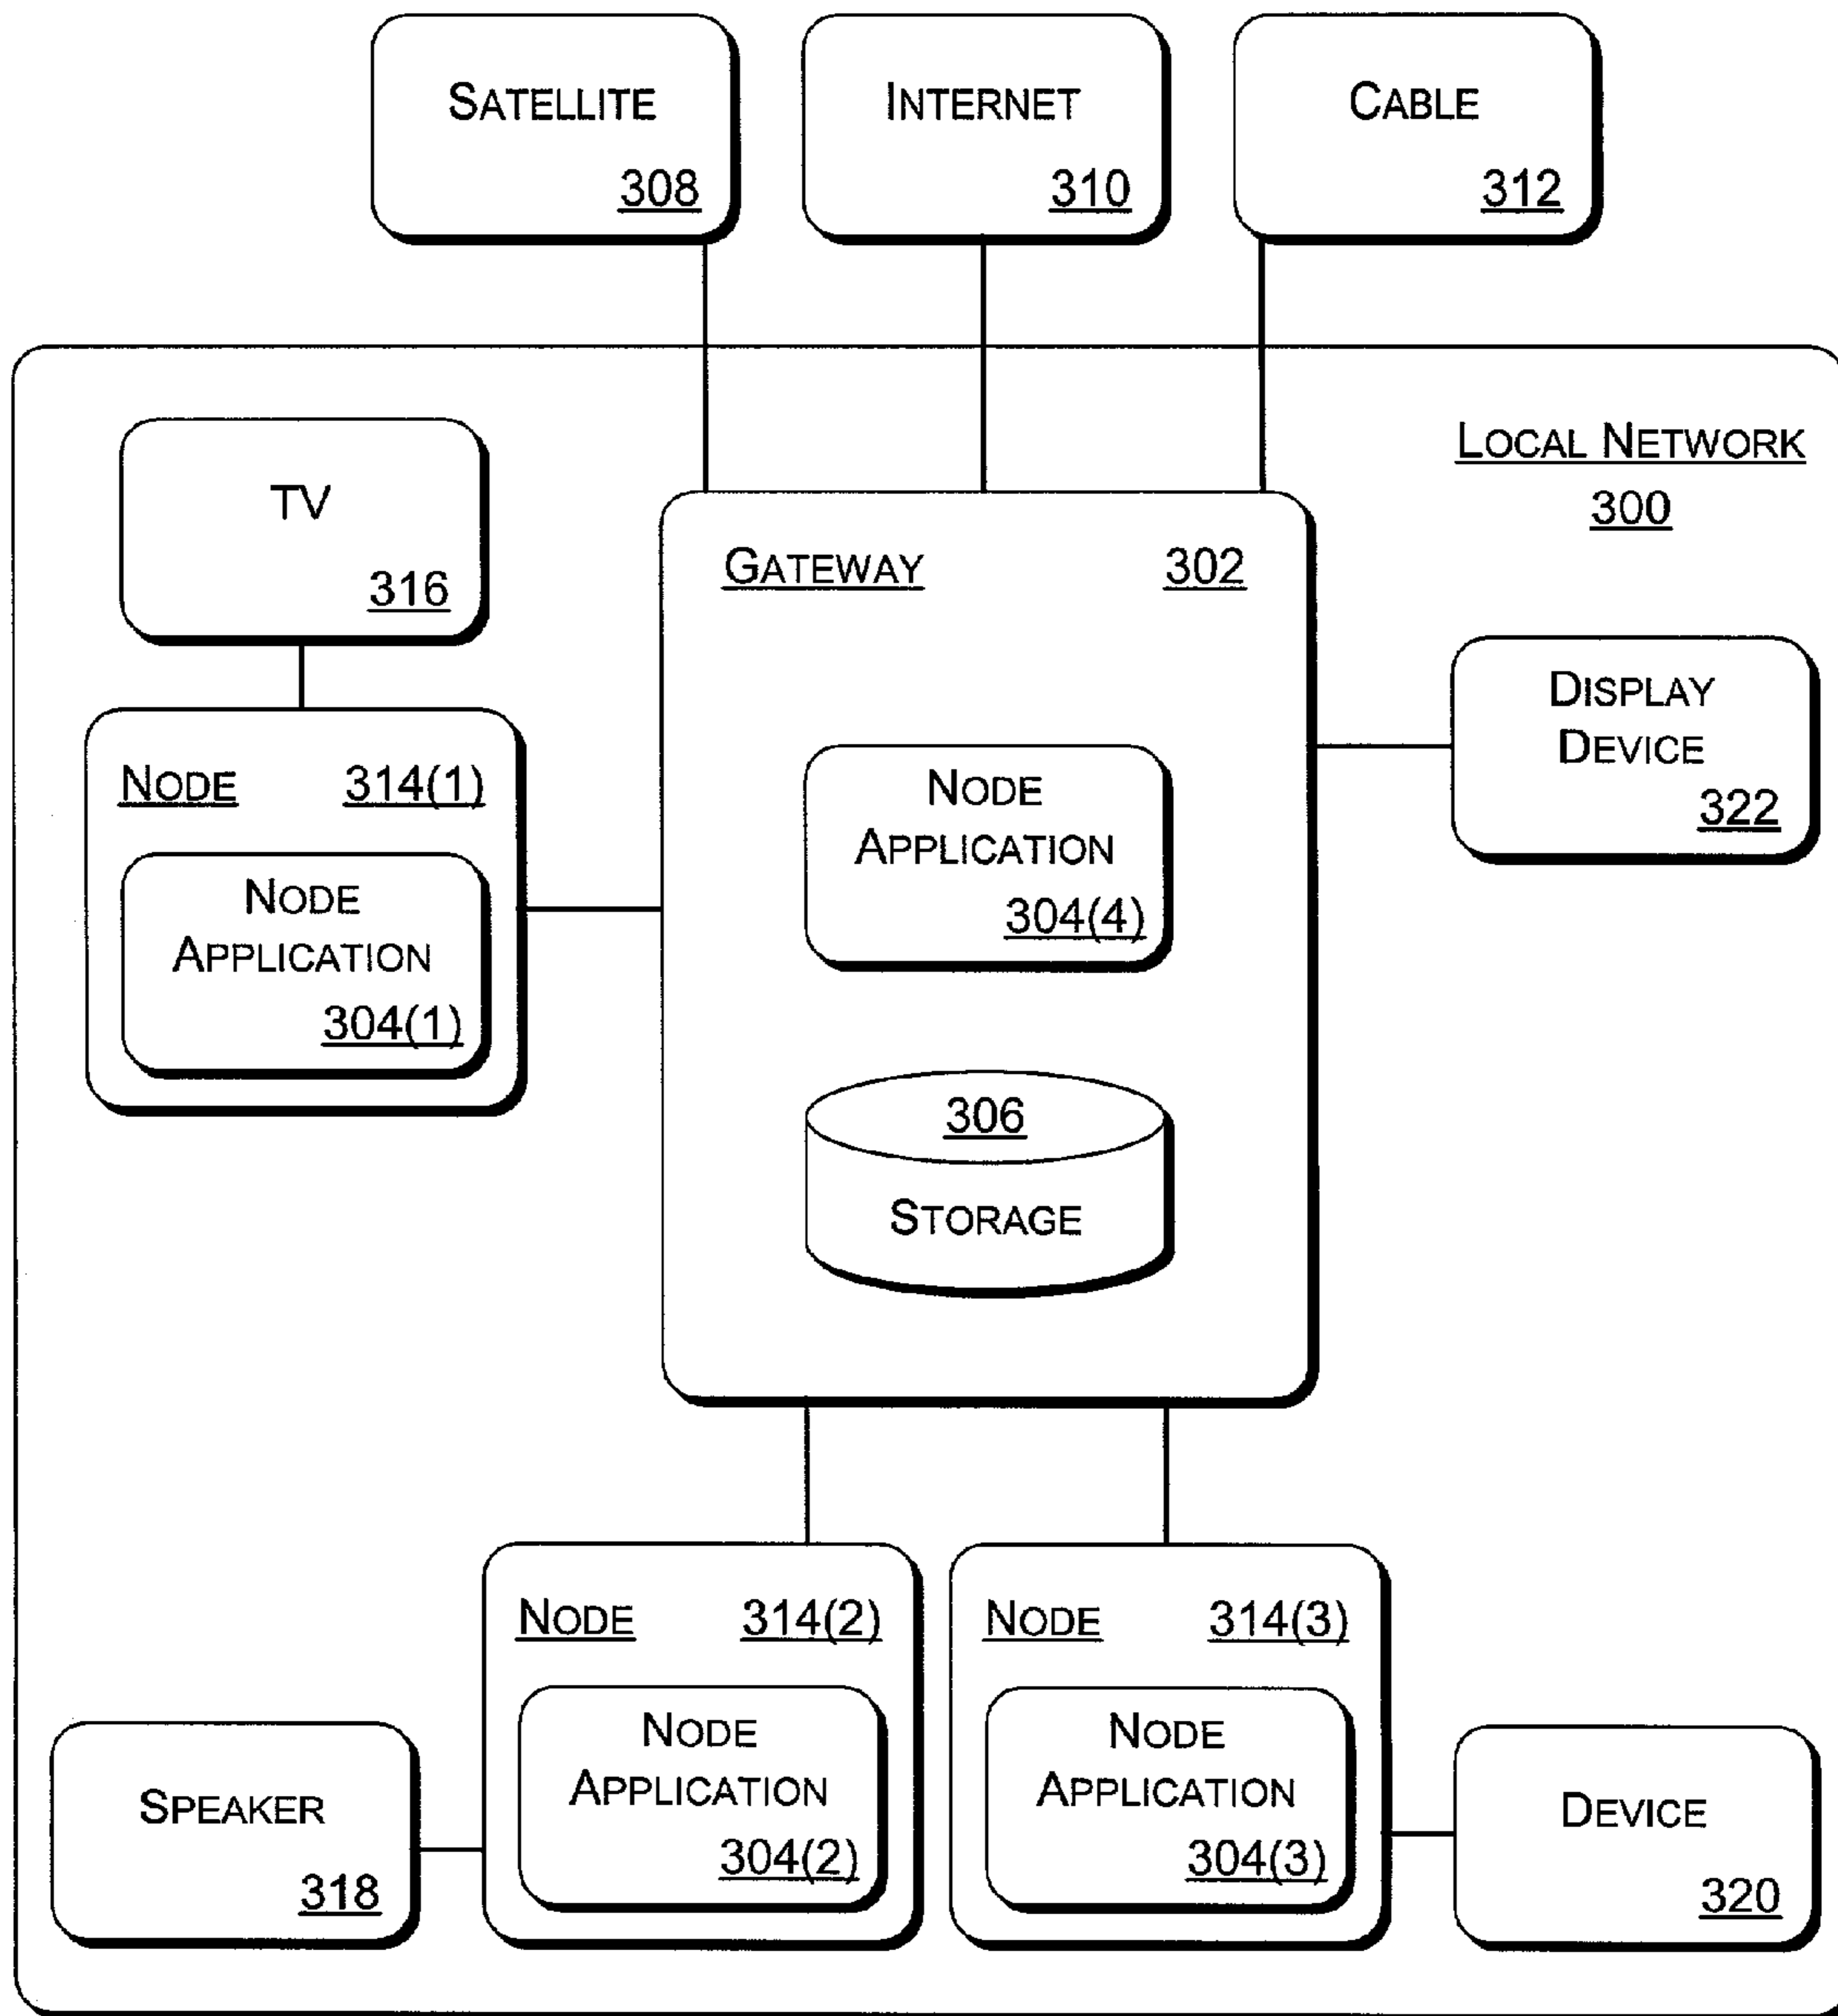 SATELLITE
308
INTERNET
310
CABLE
312
LOCAL NETWORK
300
TV
316
GATEWAY 302
DISPLAY
DEVICE
322
NODE 314(1)
NODE
APPLICATION
304(1)
NODE
APPLICATION
304(4)
306
STORAGE
NODE 314(2)
NODE
APPLICATION
304(2)
NODE 314(3)
NODE
APPLICATION
304(3)
SPEAKER
318
DEVICE
320